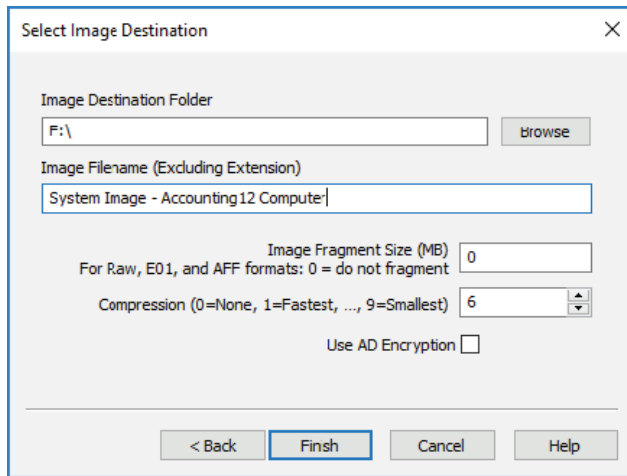 Select Image Destination
Image Destination Folder
F:\
Browse
Image Filename (Excluding Extension)
System Image - Accounting12 Computer
Image Fragment Size (MB)
For Raw, E01, and AFF formats: 0 = do not fragment
0
Compression (0=None, 1=Fastest, ..., 9=Smallest)
6
Use AD Encryption
< Back
Finish
Cancel
Help